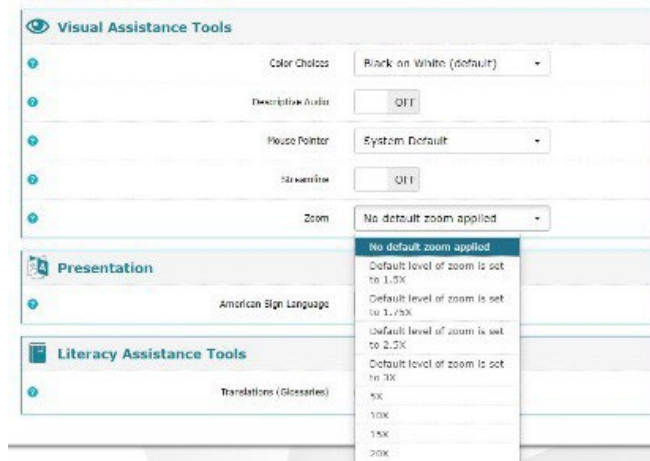 Visual Assistance Tools
Color Choices Black on White (default)
Descriptive Audio OFF
Mouse Pointer System Default
Streamline OFF
Zoom No default zoom applied
No default zoom applied
Default level of zoom is set
to 1.5X
Default level of zoom is set
to 1.75X
Default level of zoom is set
to 2.5X
Default level of zoom is set
to 3X
5X
10X
15X
20X
Presentation
American Sign Language
Literacy Assistance Tools
Translations (Glossaries)